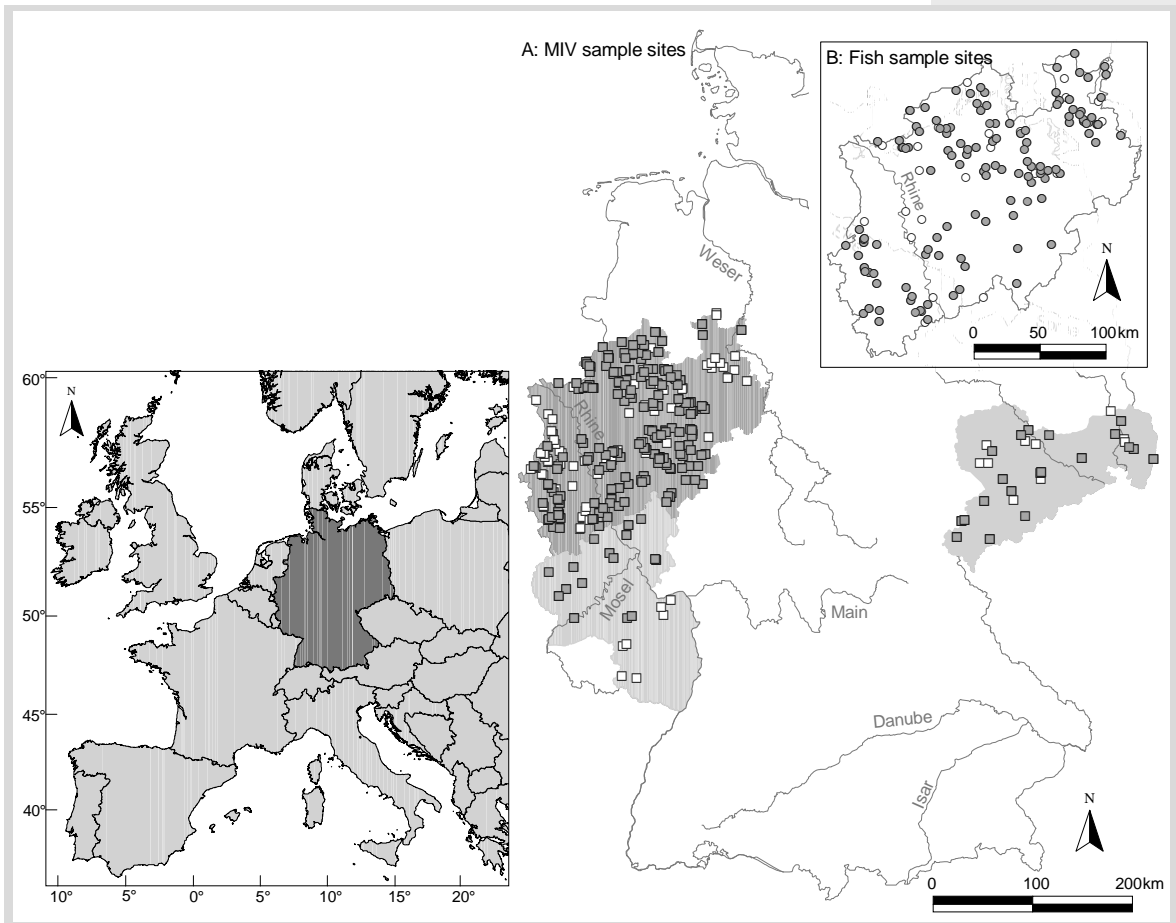 A: MIV sample sites
B: Fish sample sites
N
Rhine
0 50 100km
Weser
Rhine
Mosel
Main
Danube
Isar
N
0 100 200km
N
60°
55°
50°
45°
40°
10° 5° 0° 5° 10° 15° 20°